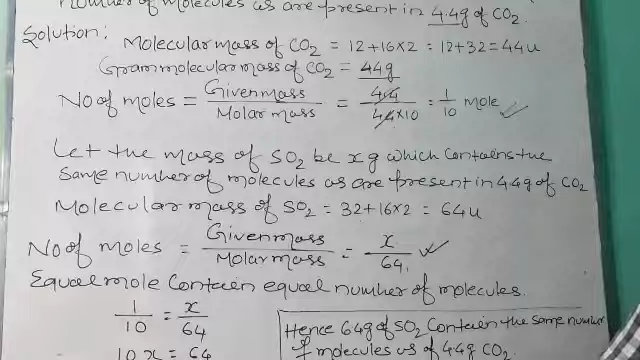 number of molecules as are present in 4.4g of CO₂.
Solution:
Molecular mass of CO₂ = 12+16×2 = 12+32 = 44u
Gram molecular mass of CO₂ = 44g
No of moles = Given mass / Molar mass = 4.4 / 4.4×10 = 1/10 mole ✓
Let the mass of SO₂ be x g which contains the
same number of molecules as are present in 4.4g of CO₂
Molecular mass of SO₂ = 32+16×2 = 64u
No of moles = Given mass / Molar mass = x / 64 ✓
Equal mole contain equal number of molecules.
1/10 = x/64
10x = 64
Hence 6.4g of SO₂ contains the same number
of molecules as of 4.4g CO₂.